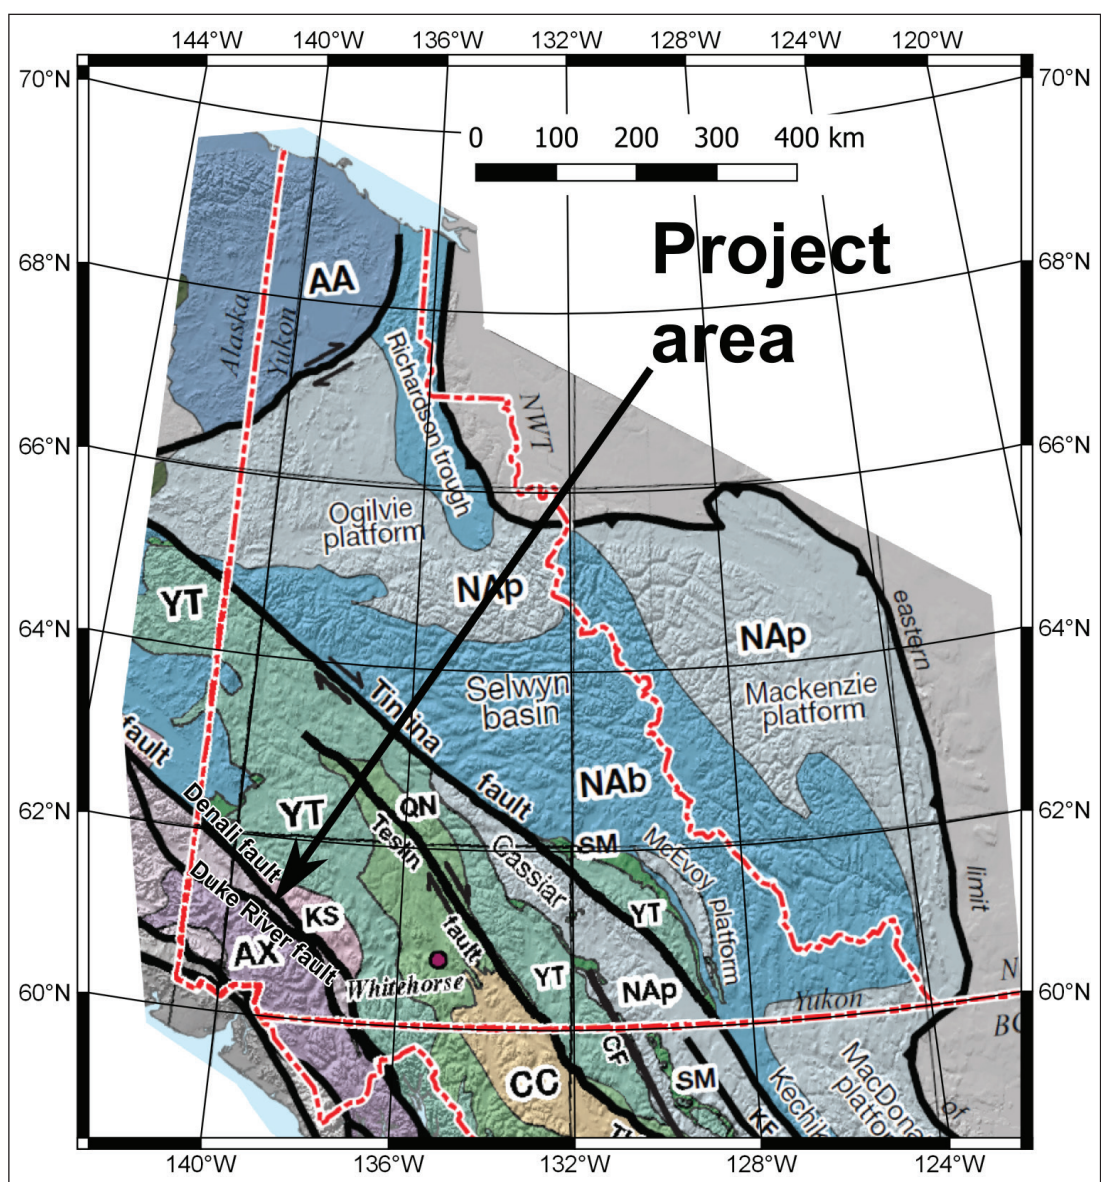 144°W 140°W 136°W 132°W 128°W 124°W 120°W
70°N 70°N
0 100 200 300 400 km
Project
area
68°N 68°N
AA
Alaska
Yukon
Richardson trough
NWT
66°N 66°N
Ogilvie
platform
NAp
YT
eastern
64°N 64°N
NAp
Selwyn
basin
Mackenzie
platform
Tintina
fault
fault
NAb
62°N 62°N
Denali fault
YT
QN
Teslin
fault
Cassiar
SM
McEvoy
platform
limit
Duke River fault
KS
YT
AX
Whitehorse
YT
NAp
60°N 60°N
Yukon
CF
CC
SM
KF
MacDona
platform
of
140°W 136°W 132°W 128°W 124°W